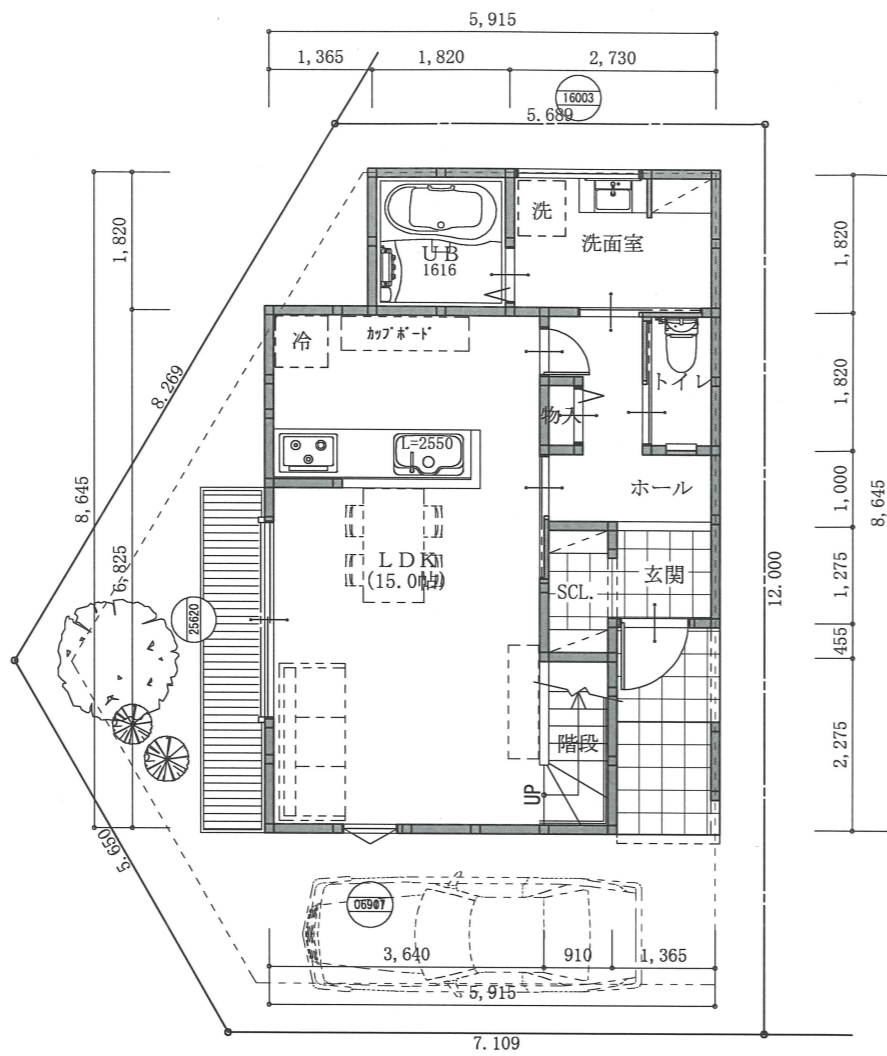 5,915
1,365
1,820
2,730
16003
5.689
洗
UB
1616
洗面室
1,820
1,820
冷
ｶｯﾌﾟﾎﾞｰﾄﾞ
トイレ
8.269
物入
1,820
L=2550
ホール
8,645
1,000
8,645
LDK
(15.0帖)
6,825
SCL.
玄関
1,275
12.000
25620
455
階段
2,275
UP
5.650
06907
3,640
910
1,365
5,915
7.109